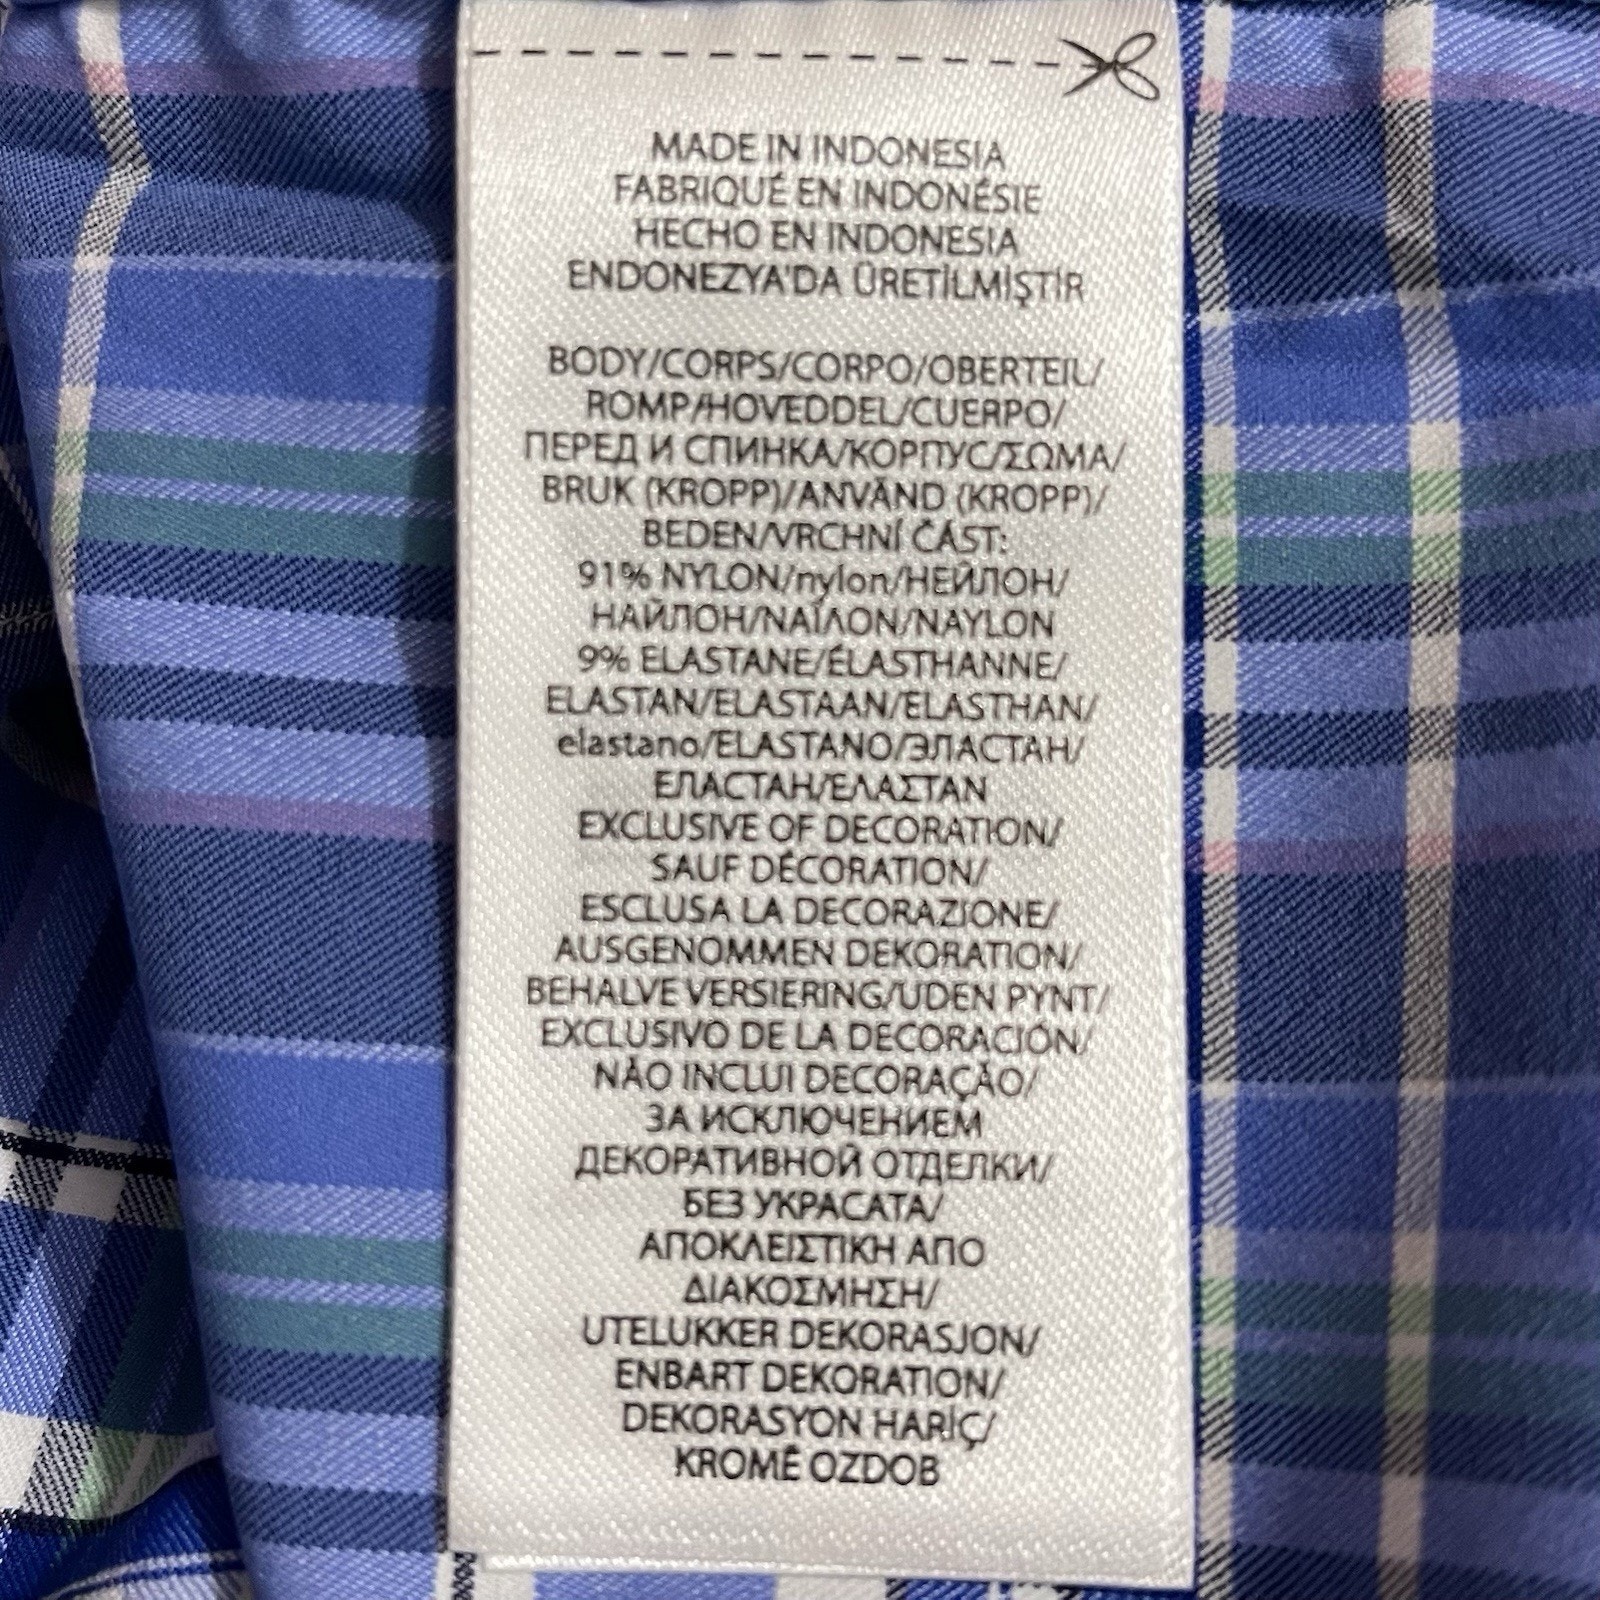 MADE IN INDONESIA
FABRIQUÉ EN INDONÉSIE
HECHO EN INDONESIA
ENDONEZYA'DA ÜRETİLMİŞTİR
BODY/CORPS/CORPO/OBERTEIL/
ROMP/HOVEDDEL/CUERPO/
ПЕРЕД И СПИНКА/КОРПУС/ΣΩΜΑ/
BRUK (KROPP)/ANVÄND (KROPP)/
BEDEN/VRCHNÍ ČÁST:
91% NYLON/nylon/НЕЙЛОН/
НАЙЛОН/ΝΑΪΛΟΝ/NAYLON
9% ELASTANE/ÉLASTHANNE/
ELASTAN/ELASTAAN/ELASTHAN/
elastano/ELASTANO/ЭЛАСТАН/
ЕЛАСТАН/ΕΛΑΣΤΑΝ
EXCLUSIVE OF DECORATION/
SAUF DÉCORATION/
ESCLUSA LA DECORAZIONE/
AUSGENOMMEN DEKORATION/
BEHALVE VERSIERING/UDEN PYNT/
EXCLUSIVO DE LA DECORACIÓN/
NÃO INCLUI DECORAÇÃO/
ЗА ИСКЛЮЧЕНИЕМ
ДЕКОРАТИВНОЙ ОТДЕЛКИ/
БЕЗ УКРАСАТА/
ΑΠΟΚΛΕΙΣΤΙΚΗ ΑΠΟ
ΔΙΑΚΟΣΜΗΣΗ/
UTELUKKER DEKORASJON/
ENBART DEKORATION/
DEKORASYON HARİÇ/
KROMĚ OZDOB